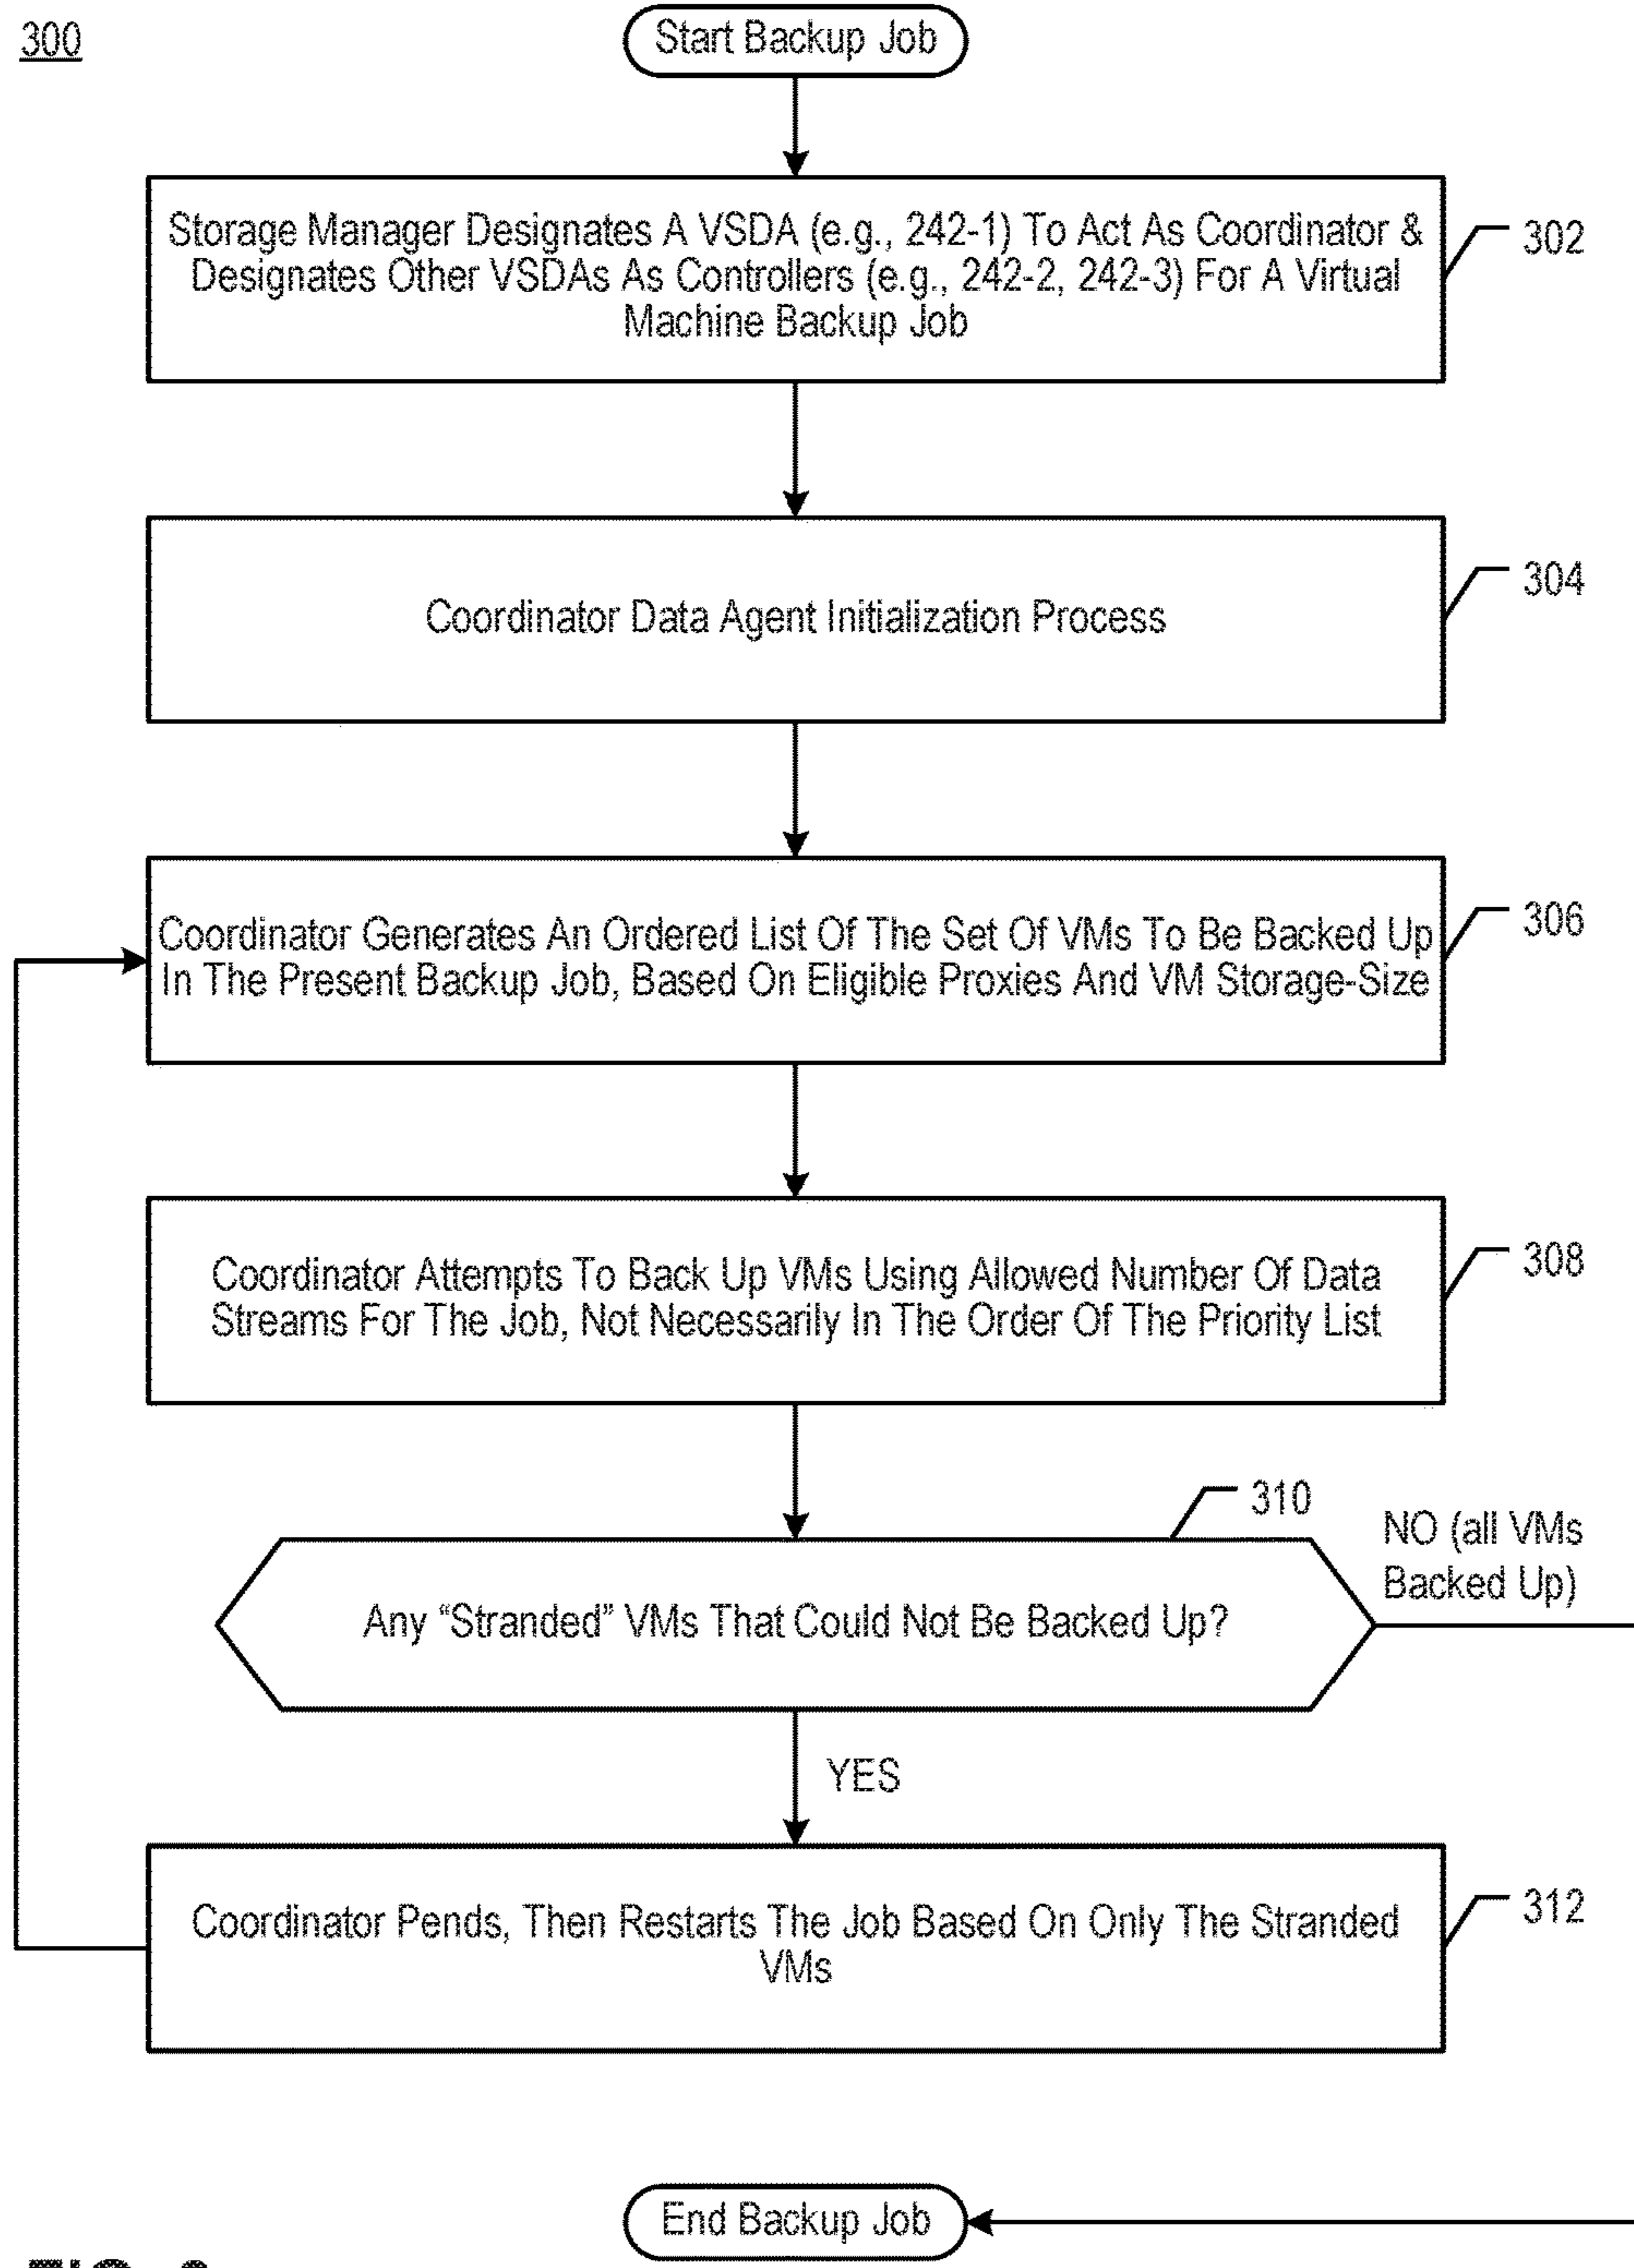 300
Start Backup Job
Storage Manager Designates A VSDA (e.g., 242-1) To Act As Coordinator &
Designates Other VSDAs As Controllers (e.g., 242-2, 242-3) For A Virtual
Machine Backup Job
302
Coordinator Data Agent Initialization Process
304
Coordinator Generates An Ordered List Of The Set Of VMs To Be Backed Up
In The Present Backup Job, Based On Eligible Proxies And VM Storage-Size
306
Coordinator Attempts To Back Up VMs Using Allowed Number Of Data
Streams For The Job, Not Necessarily In The Order Of The Priority List
308
310
NO (all VMs
Backed Up)
Any “Stranded” VMs That Could Not Be Backed Up?
YES
Coordinator Pends, Then Restarts The Job Based On Only The Stranded
VMs
312
End Backup Job